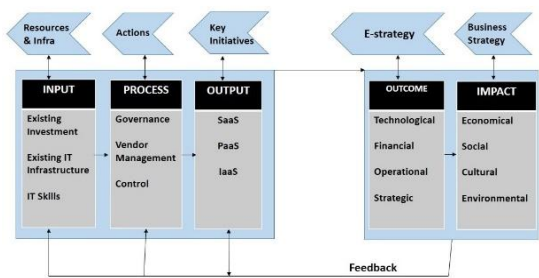 Resources
& Infra
Actions
Key
Initiatives
E-strategy
Business
Strategy
INPUT
PROCESS
OUTPUT
OUTCOME
IMPACT
Existing
Investment
Existing IT
Infrastructure
IT Skills
Governance
Vendor
Management
Control
SaaS
PaaS
IaaS
Technological
Financial
Operational
Strategic
Economical
Social
Cultural
Environmental
Feedback